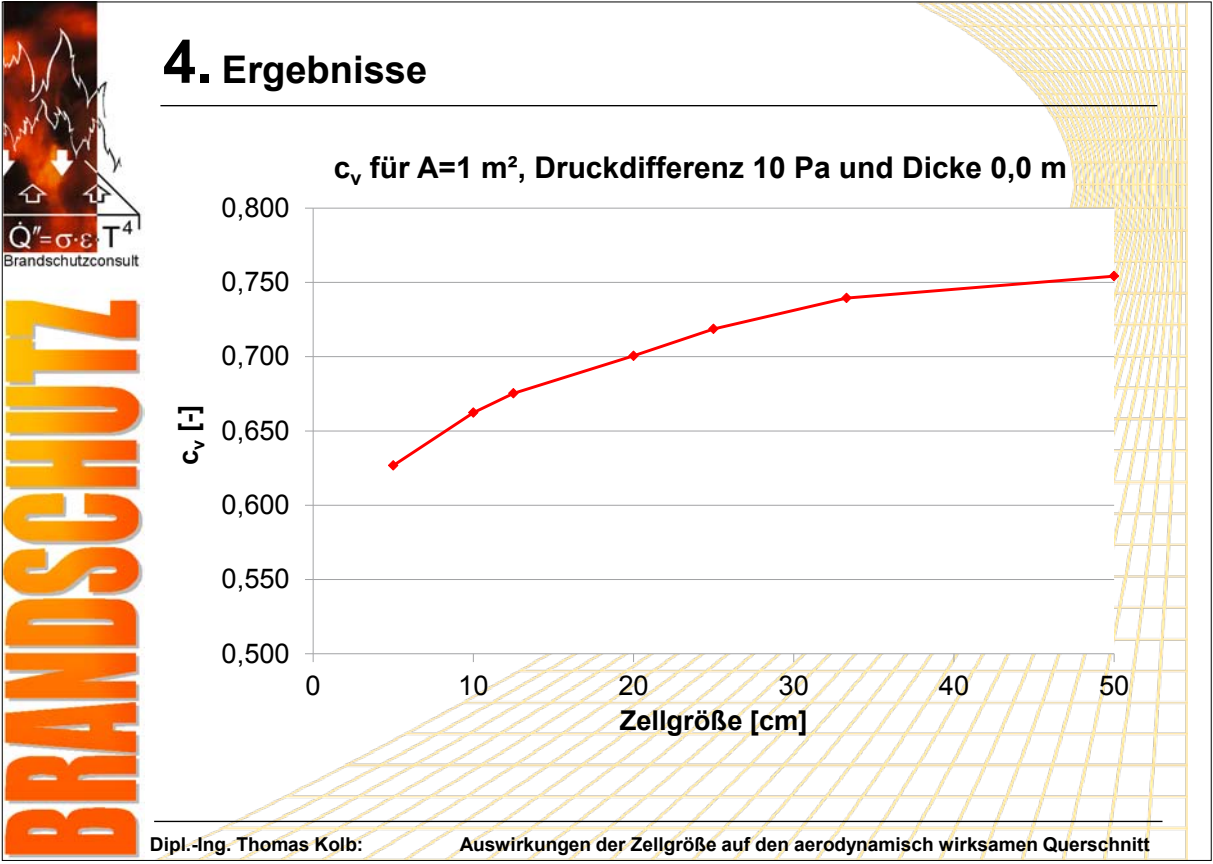 4. Ergebnisse
c_v für A=1 m², Druckdifferenz 10 Pa und Dicke 0,0 m
Q̇″=σ·ε·T⁴
Brandschutzconsult
BRANDSCHUTZ
0,800
0,750
0,700
0,650
0,600
0,550
0,500
c_v [-]
0 10 20 30 40 50
Zellgröße [cm]
Dipl.-Ing. Thomas Kolb: Auswirkungen der Zellgröße auf den aerodynamisch wirksamen Querschnitt